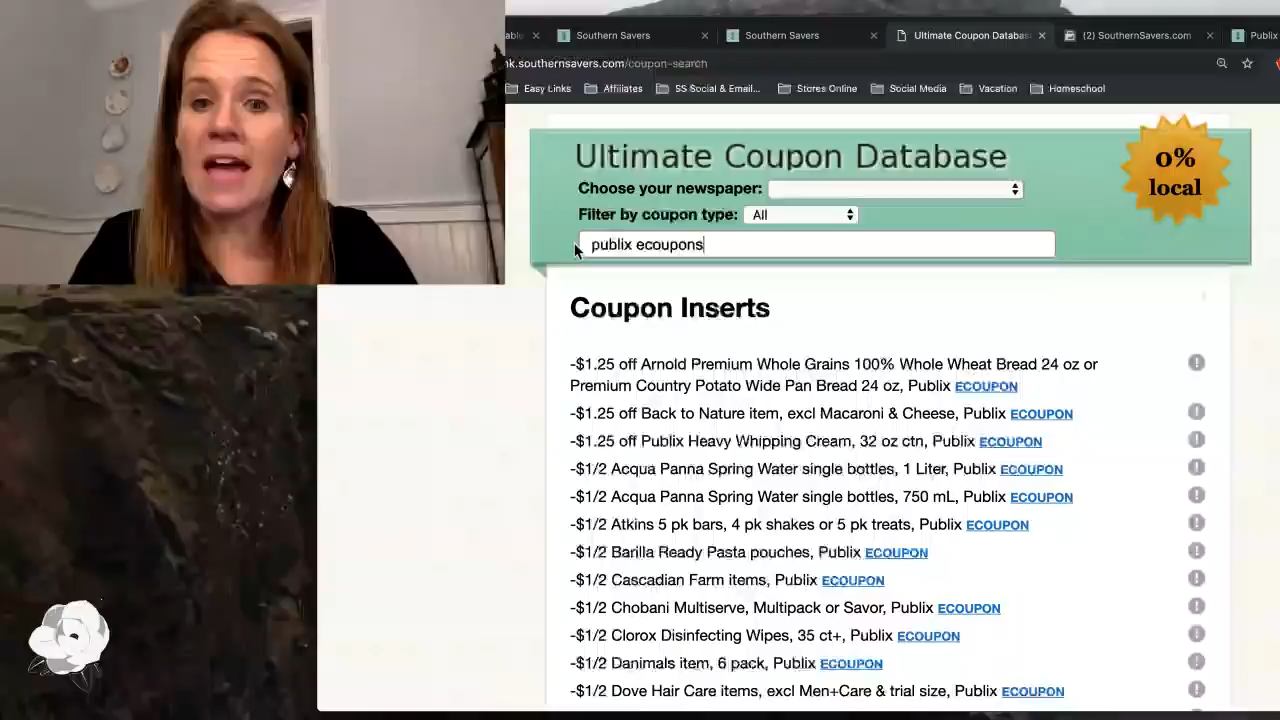 Southern Savers
Southern Savers
Ultimate Coupon Databas
(2) SouthernSavers.com
Publix
nk.southernsavers.com/coupon-search
Easy Links
Affiliates
SS Social & Email...
Stores Online
Social Media
Vacation
Homeschool
Ultimate Coupon Database
Choose your newspaper:
Filter by coupon type: All
publix ecoupons
0%
local
Coupon Inserts
-$1.25 off Arnold Premium Whole Grains 100% Whole Wheat Bread 24 oz or
Premium Country Potato Wide Pan Bread 24 oz, Publix ECOUPON
-$1.25 off Back to Nature item, excl Macaroni & Cheese, Publix ECOUPON
-$1.25 off Publix Heavy Whipping Cream, 32 oz ctn, Publix ECOUPON
-$1/2 Acqua Panna Spring Water single bottles, 1 Liter, Publix ECOUPON
-$1/2 Acqua Panna Spring Water single bottles, 750 mL, Publix ECOUPON
-$1/2 Atkins 5 pk bars, 4 pk shakes or 5 pk treats, Publix ECOUPON
-$1/2 Barilla Ready Pasta pouches, Publix ECOUPON
-$1/2 Cascadian Farm items, Publix ECOUPON
-$1/2 Chobani Multiserve, Multipack or Savor, Publix ECOUPON
-$1/2 Clorox Disinfecting Wipes, 35 ct+, Publix ECOUPON
-$1/2 Danimals item, 6 pack, Publix ECOUPON
-$1/2 Dove Hair Care items, excl Men+Care & trial size, Publix ECOUPON